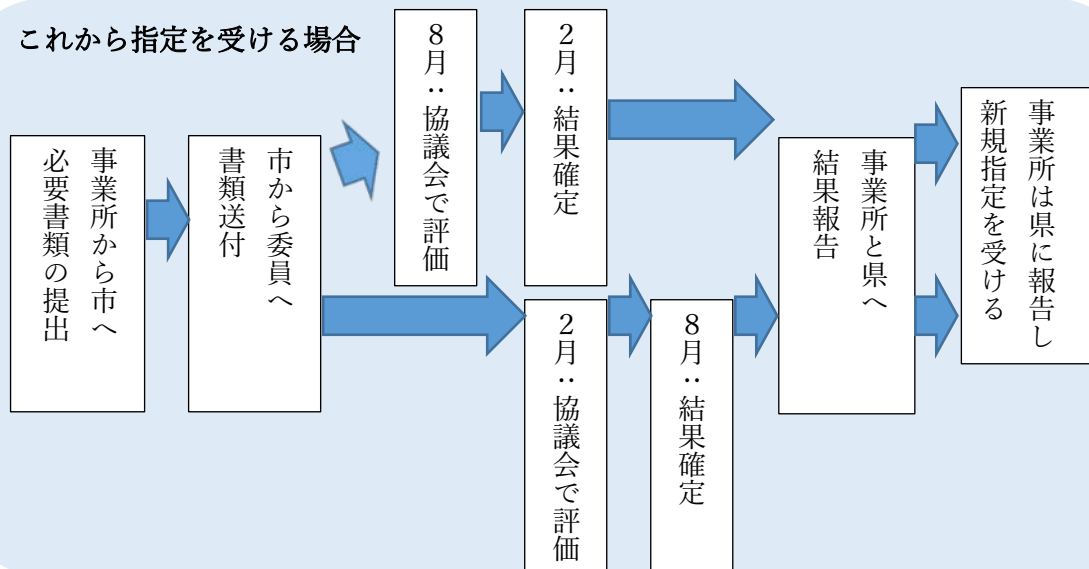 これから指定を受ける場合
事業所から市へ
必要書類の提出
市から委員へ
書類送付
８月：協議会で評価
２月：結果確定
２月：協議会で評価
８月：結果確定
事業所と県へ
結果報告
事業所は県に報告し
新規指定を受ける